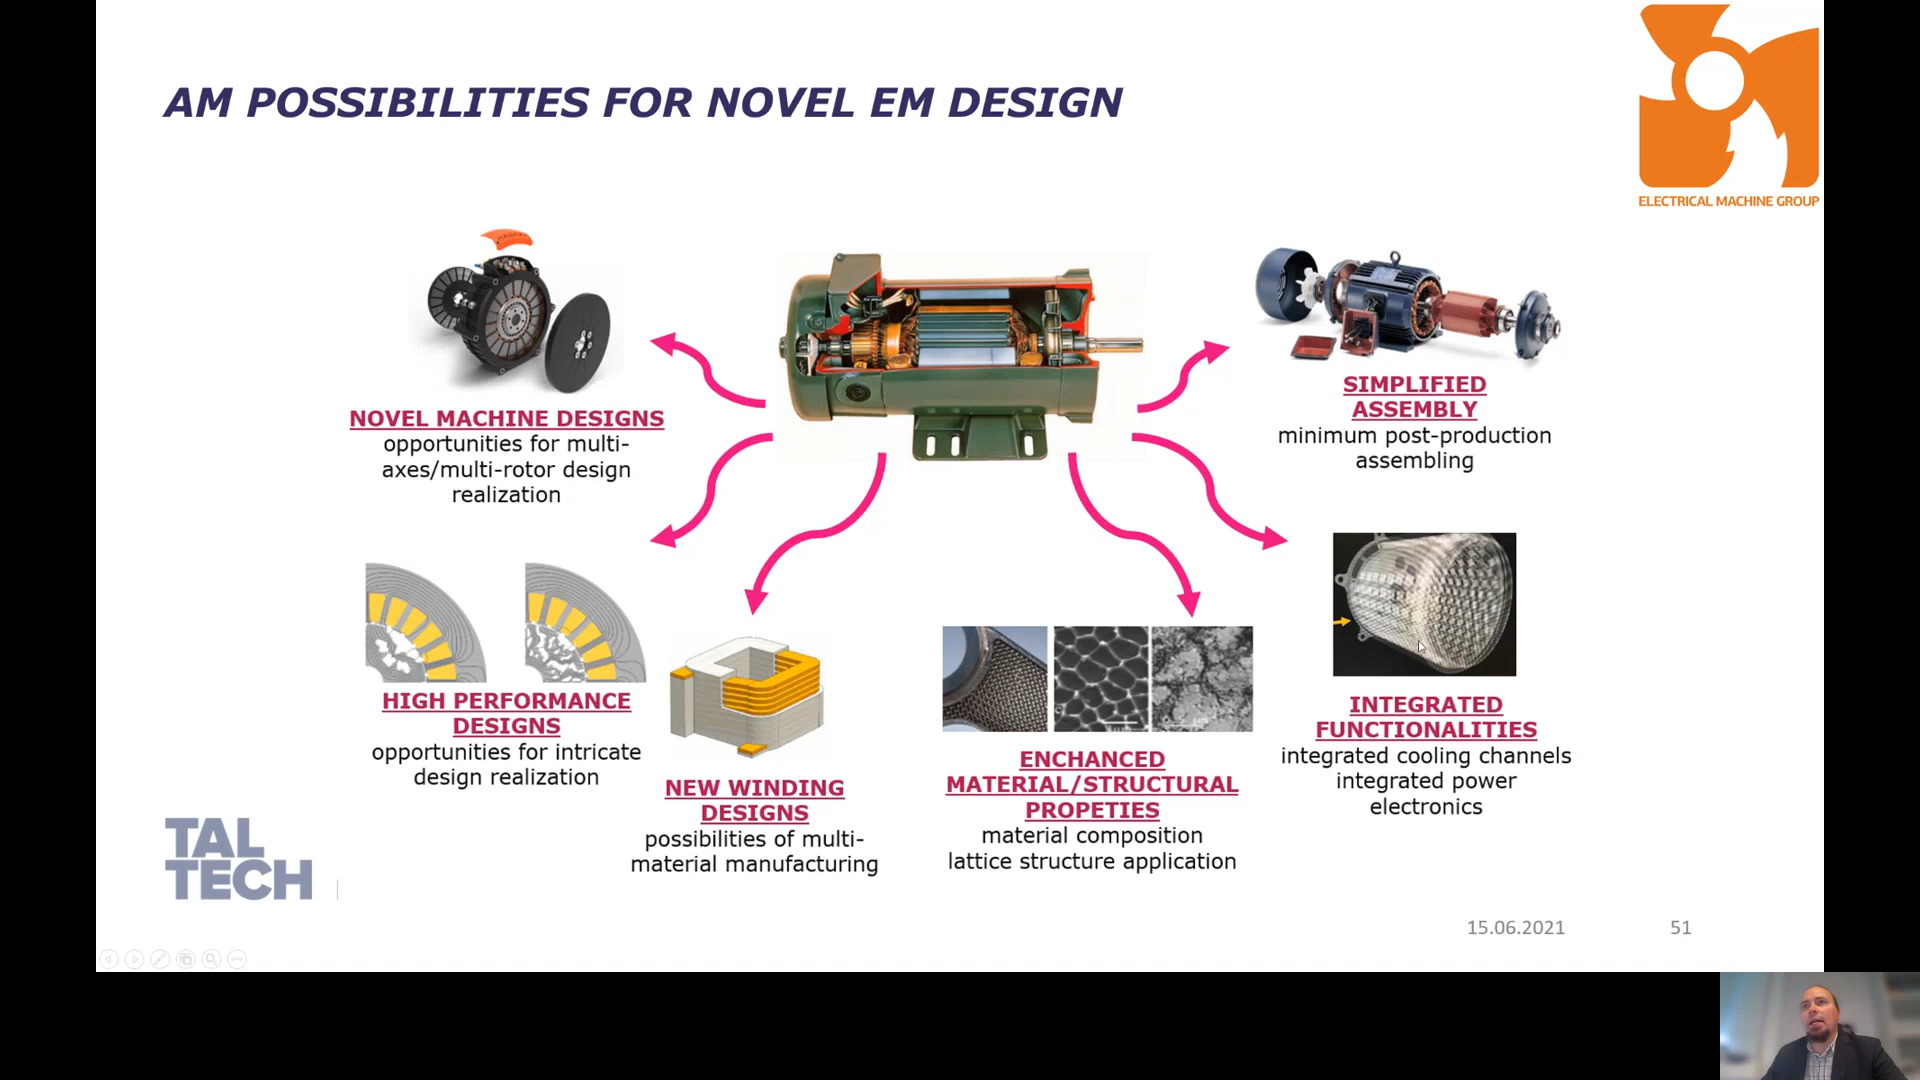 AM POSSIBILITIES FOR NOVEL EM DESIGN
ELECTRICAL MACHINE GROUP
NOVEL MACHINE DESIGNS
opportunities for multi-
axes/multi-rotor design
realization
SIMPLIFIED
ASSEMBLY
minimum post-production
assembling
HIGH PERFORMANCE
DESIGNS
opportunities for intricate
design realization
NEW WINDING
DESIGNS
possibilities of multi-
material manufacturing
ENCHANCED
MATERIAL/STRUCTURAL
PROPETIES
material composition
lattice structure application
INTEGRATED
FUNCTIONALITIES
integrated cooling channels
integrated power
electronics
TAL
TECH
15.06.2021
51